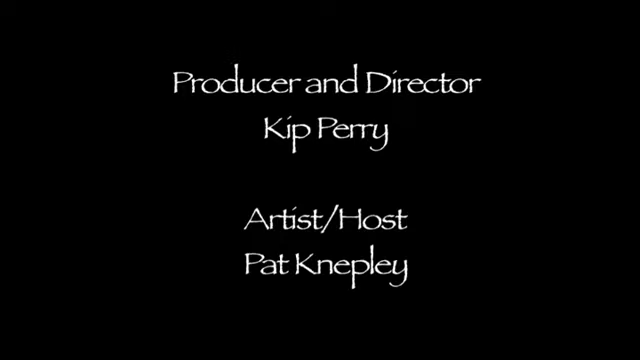 Producer and Director
Kip Perry
Artist/Host
Pat Knepley